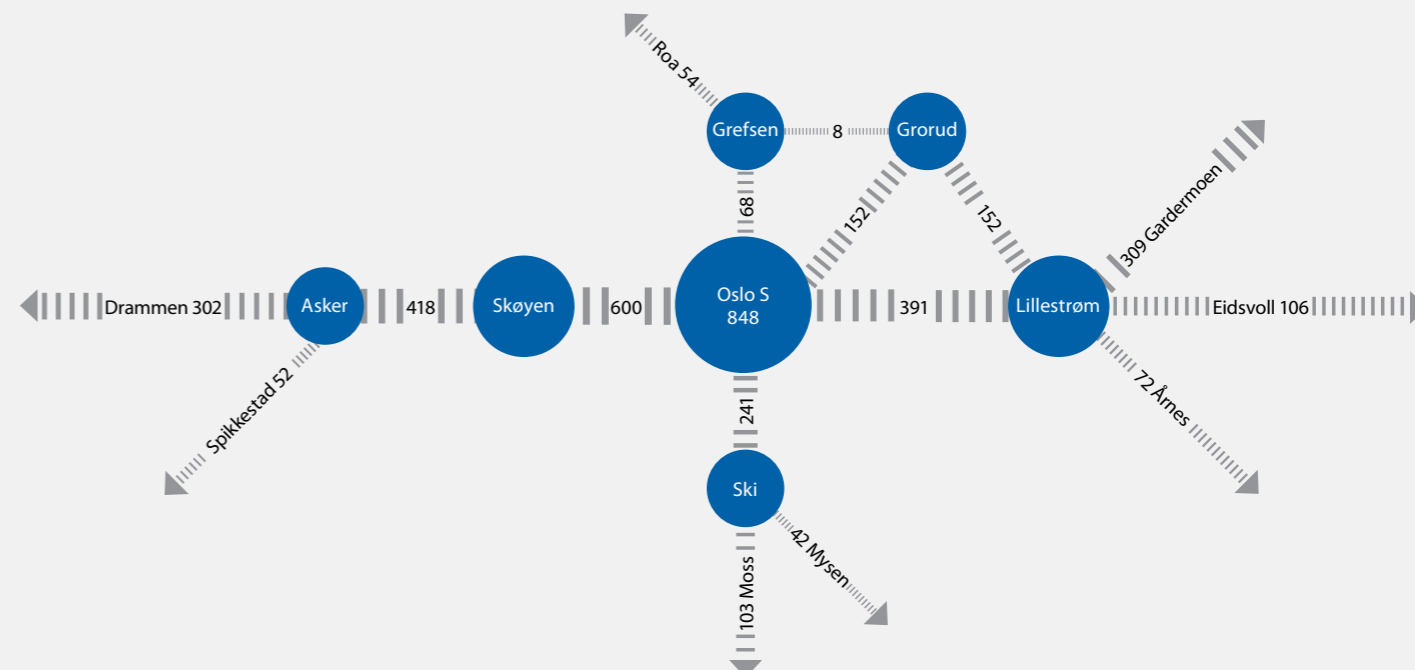 Roa 54
Grefsen
8
Grorud
68
152
152
309 Gardermoen
Drammen 302
Asker
418
Skøyen
600
Oslo S
848
391
Lillestrøm
Eidsvoll 106
Spikkestad 52
241
72 Årnes
Ski
42 Mysen
103 Moss